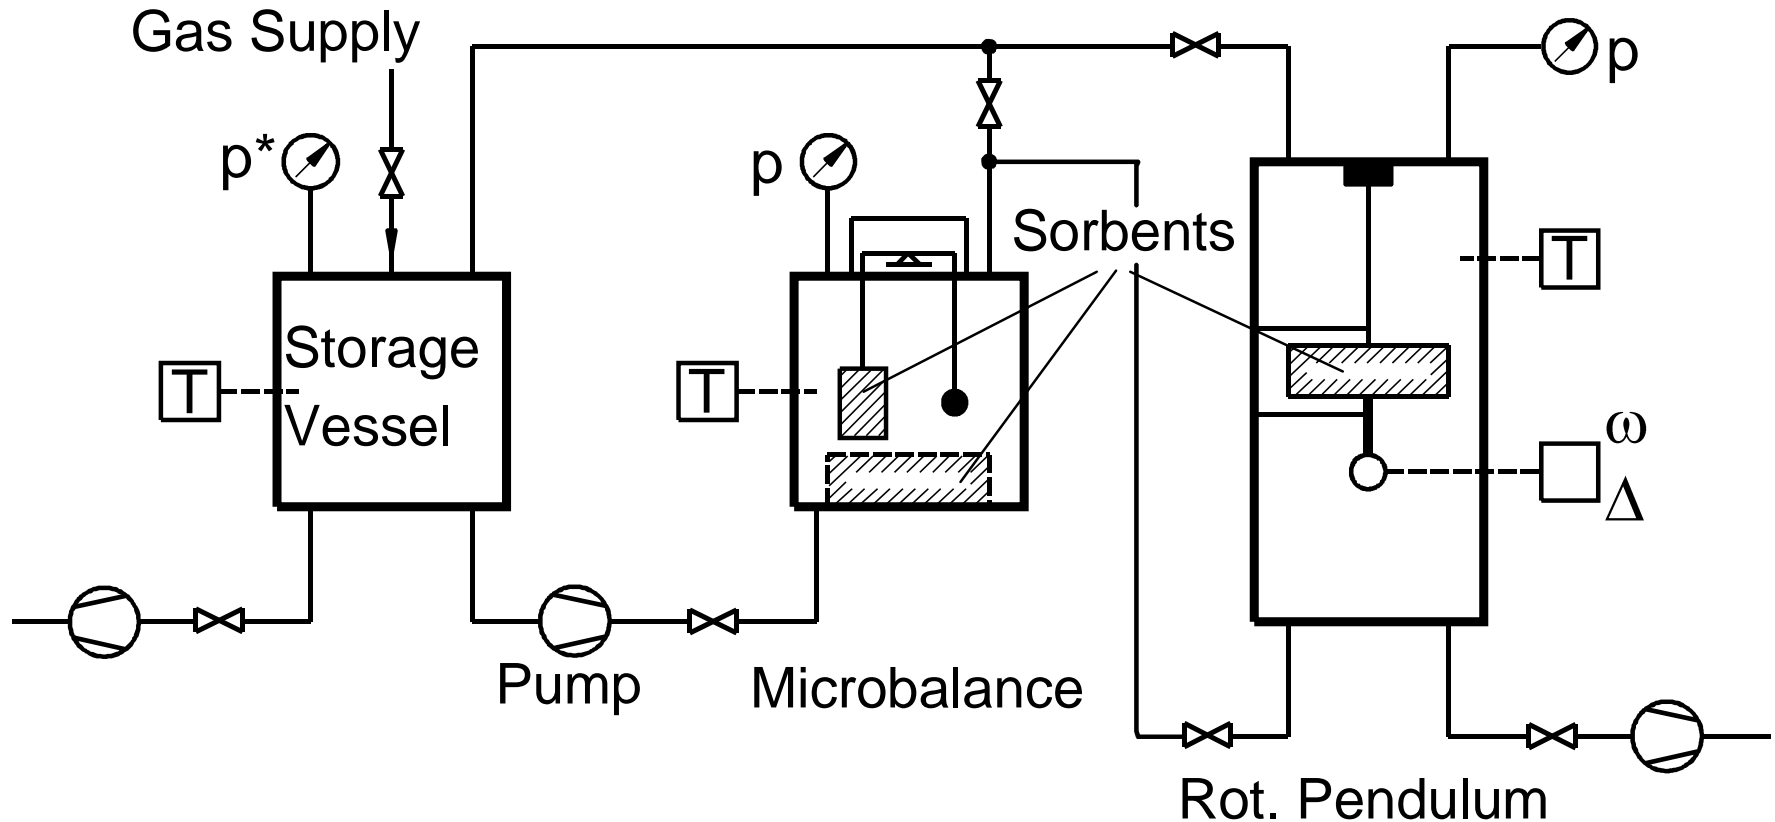 Gas Supply
p*
p
p
Sorbents
T
Storage
Vessel
T
T
ω
Δ
Pump
Microbalance
Rot. Pendulum